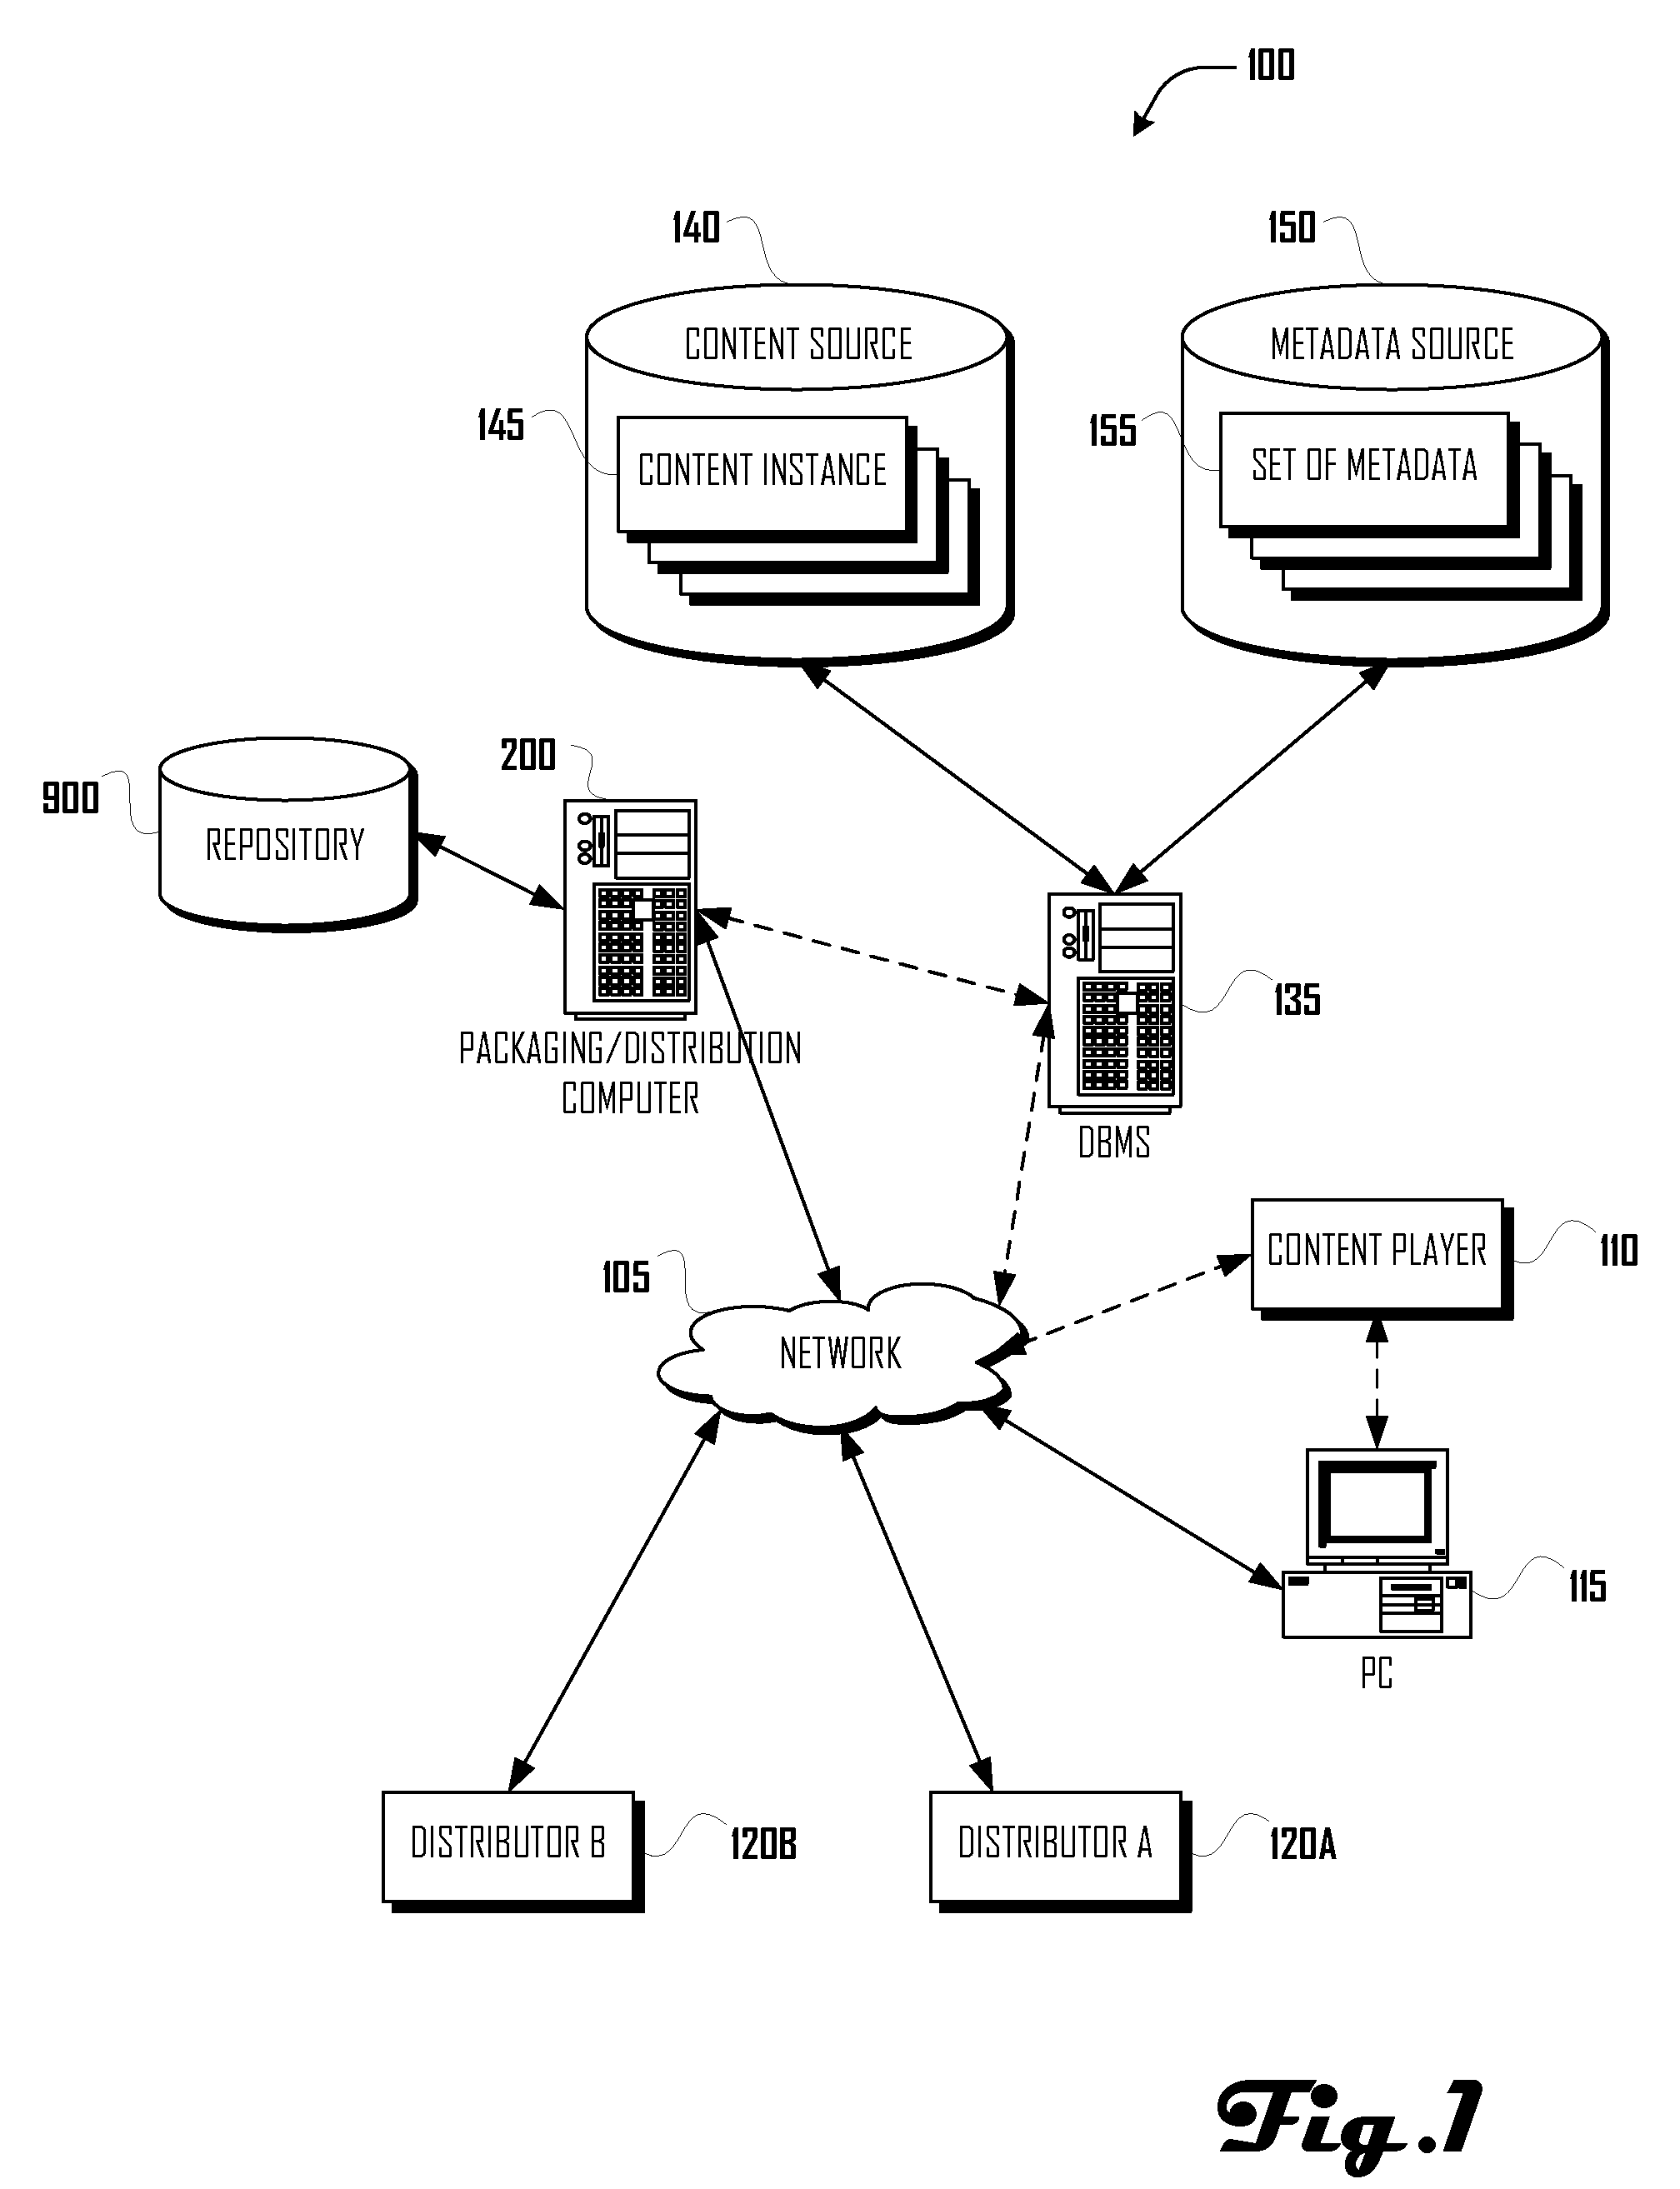 100
140
150
CONTENT SOURCE
METADATA SOURCE
145
155
CONTENT INSTANCE
SET OF METADATA
200
900
REPOSITORY
135
PACKAGING/DISTRIBUTION
COMPUTER
DBMS
105
CONTENT PLAYER
110
NETWORK
115
PC
DISTRIBUTOR B
120B
DISTRIBUTOR A
120A
Fig.1